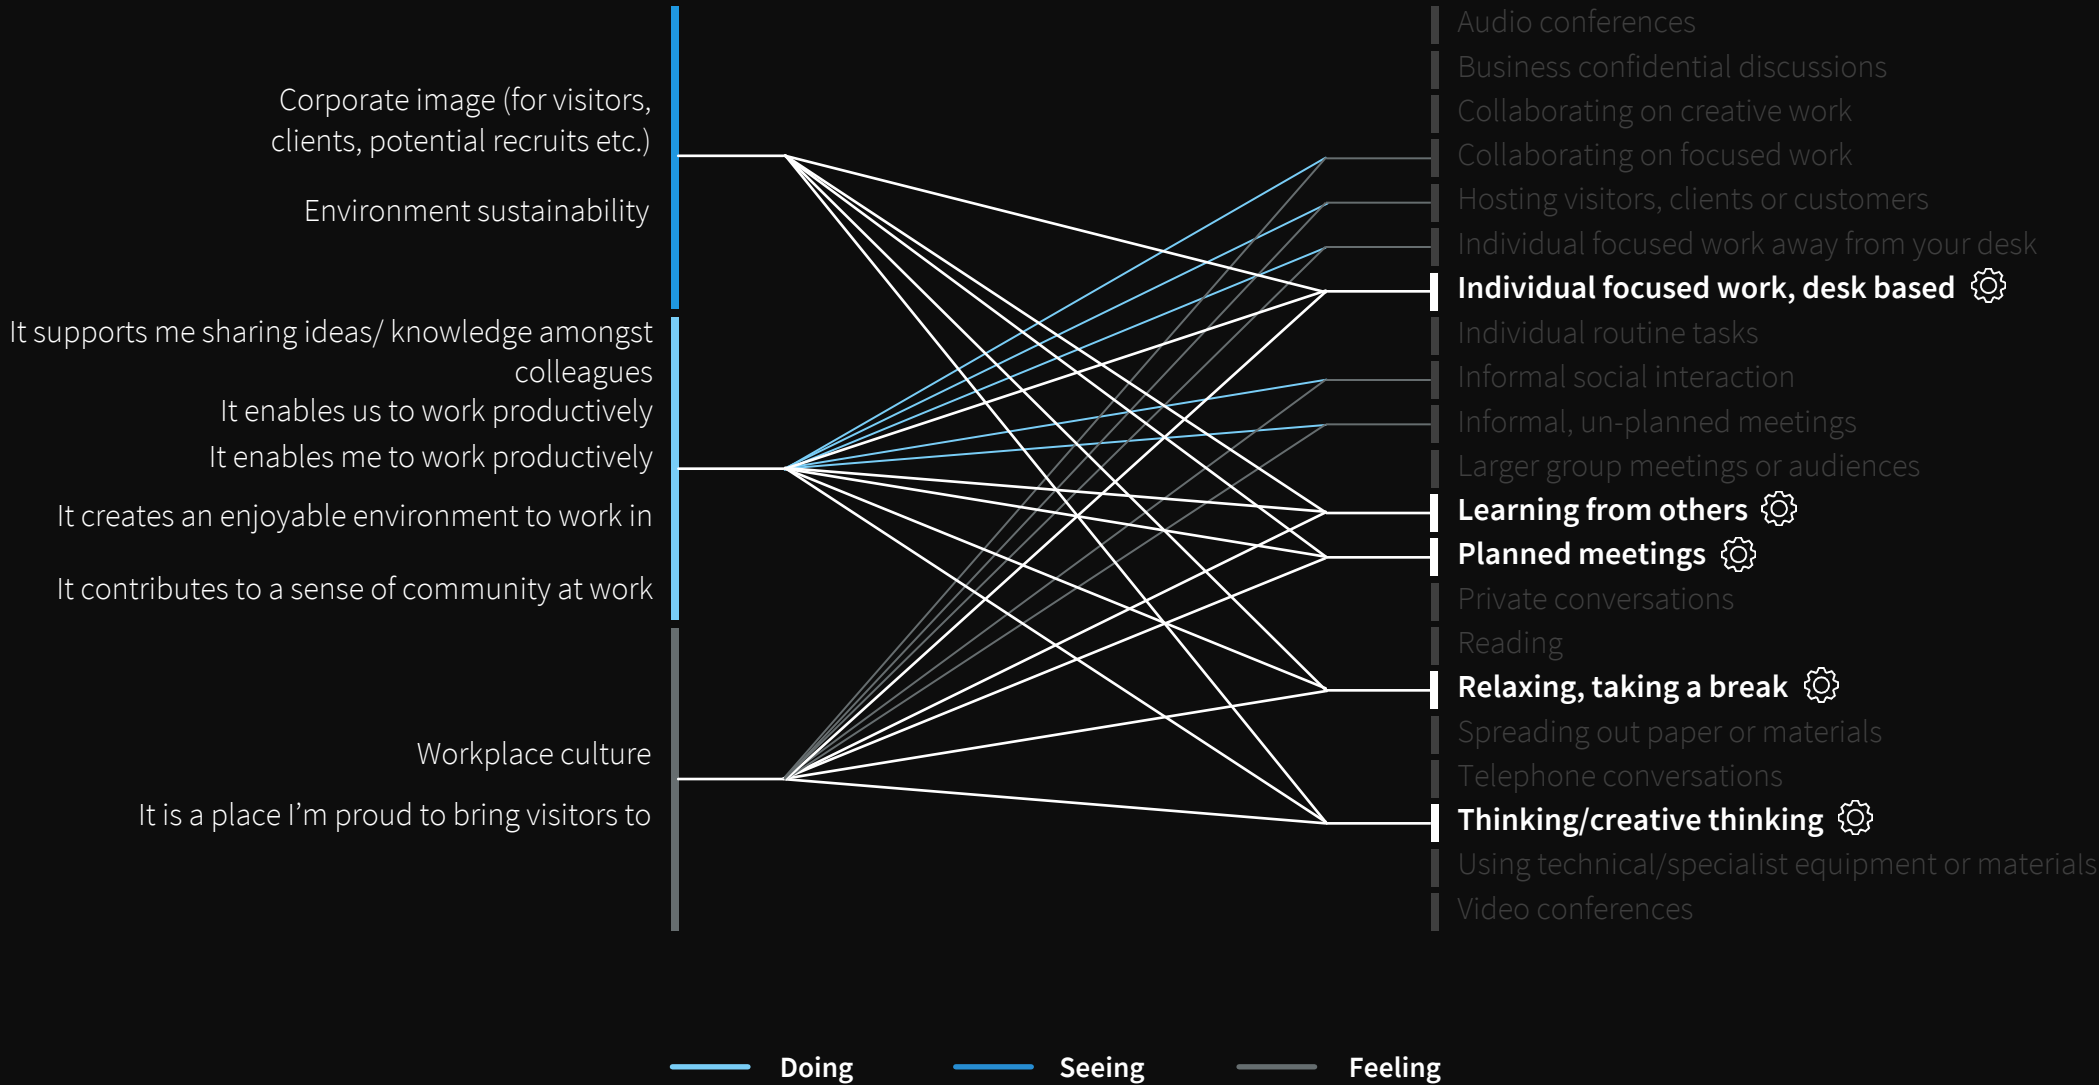 Corporate image (for visitors,
clients, potential recruits etc.)
Environment sustainability
It supports me sharing ideas/ knowledge amongst
colleagues
It enables us to work productively
It enables me to work productively
It creates an enjoyable environment to work in
It contributes to a sense of community at work
Workplace culture
It is a place I’m proud to bring visitors to
Audio conferences
Business confidential discussions
Collaborating on creative work
Collaborating on focused work
Hosting visitors, clients or customers
Individual focused work away from your desk
Individual focused work, desk based
Individual routine tasks
Informal social interaction
Informal, un-planned meetings
Larger group meetings or audiences
Learning from others
Planned meetings
Private conversations
Reading
Relaxing, taking a break
Spreading out paper or materials
Telephone conversations
Thinking/creative thinking
Using technical/specialist equipment or materials
Video conferences
Doing
Seeing
Feeling